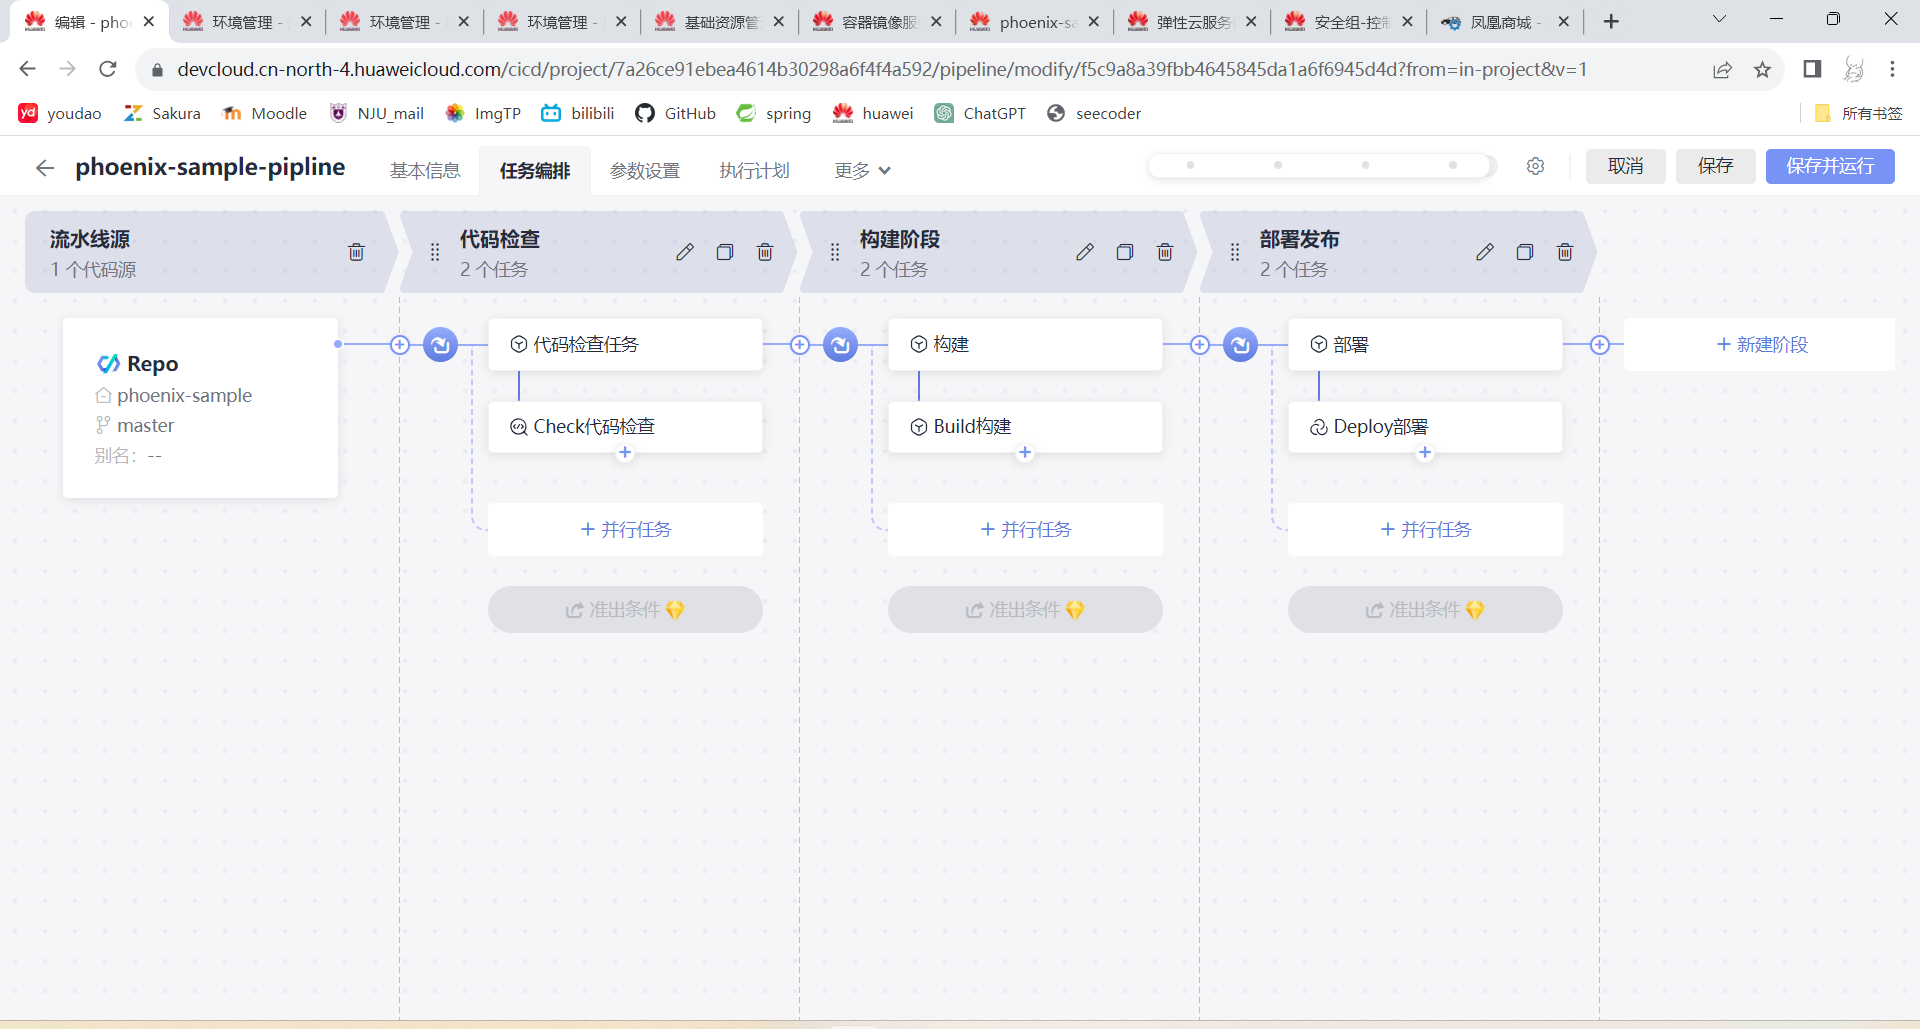 编辑 - pho
环境管理 -
环境管理 -
环境管理 -
基础资源管
容器镜像服
phoenix-sa
弹性云服务
安全组-控制
凤凰商城 -
devcloud.cn-north-4.huaweicloud.com/cicd/project/7a26ce91ebea4614b30298a6f4f4a592/pipeline/modify/f5c9a8a39fbb4645845da1a6f6945d4d?from=in-project&v=1
youdao
Sakura
Moodle
NJU_mail
ImgTP
bilibili
GitHub
spring
huawei
ChatGPT
seecoder
所有书签
phoenix-sample-pipline
基本信息
任务编排
参数设置
执行计划
更多
取消
保存
保存并运行
流水线源
1 个代码源
代码检查
2 个任务
构建阶段
2 个任务
部署发布
2 个任务
Repo
phoenix-sample
master
别名： --
代码检查任务
Check代码检查
+ 并行任务
准出条件
构建
Build构建
+ 并行任务
准出条件
部署
Deploy部署
+ 并行任务
准出条件
+ 新建阶段